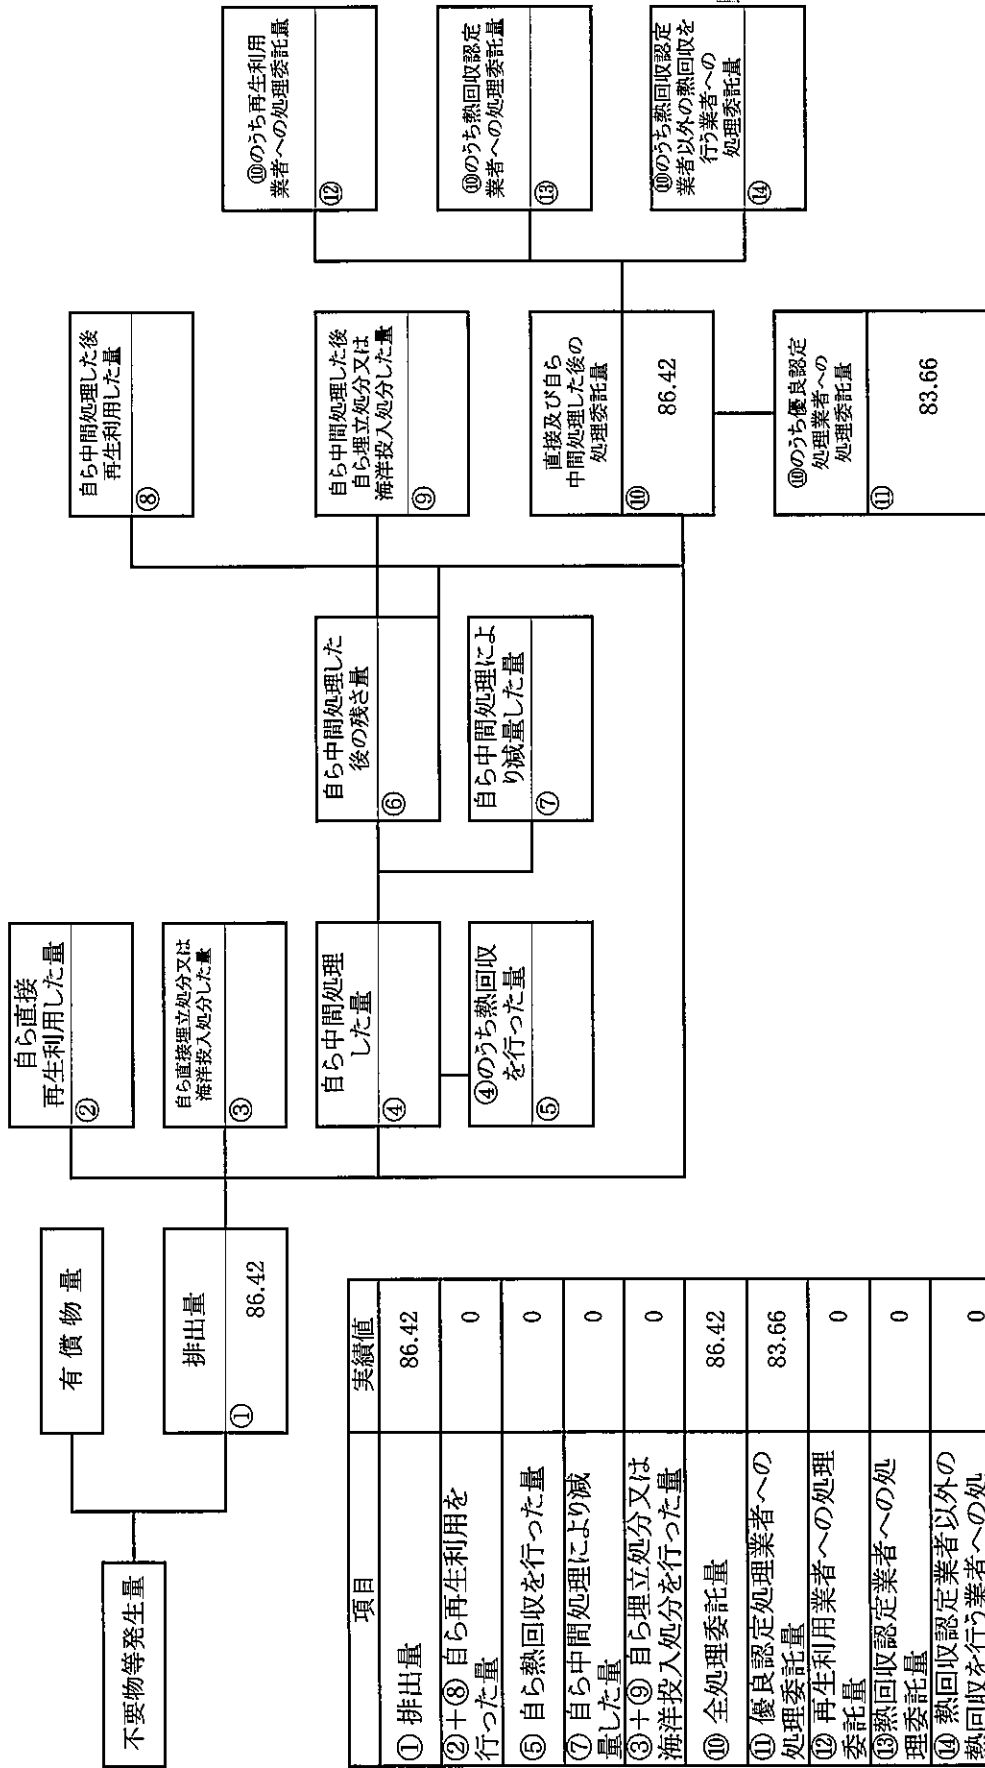 不要物等発生量
有償物量
排出量
①
86.42
自ら直接
再生利用した量
②
自ら直接埋立処分又は
海洋投入処分した量
③
自ら中間処理
した量
④
④のうち熱回収
を行った量
⑤
自ら中間処理した
後の残さ量
⑥
自ら中間処理によ
り減量した量
⑦
自ら中間処理した後
再生利用した量
⑧
自ら中間処理した後
自ら埋立処分又は
海洋投入処分した量
⑨
直接及び自ら
中間処理した後の
処理委託量
⑩
86.42
⑩のうち優良認定
処理業者への
処理委託量
⑪
83.66
⑩のうち再生利用
業者への処理委託量
⑫
⑩のうち熱回収認定
業者への処理委託量
⑬
⑩のうち熱回収認定
業者以外の熱回収を
行う業者への
処理委託量
⑭
項目 実績値
① 排出量 86.42
②+⑧ 自ら再生利用を
行った量 0
⑤ 自ら熱回収を行った量 0
⑦ 自ら中間処理により減
量した量 0
③+⑨ 自ら埋立処分又は
海洋投入処分を行った量 0
⑩ 全処理委託量 86.42
⑪ 優良認定処理業者への
処理委託量 83.66
⑫ 再生利用業者への処理
委託量 0
⑬熱回収認定業者への処
理委託量 0
⑭ 熱回収認定業者以外の
熱回収を行う業者への処 0